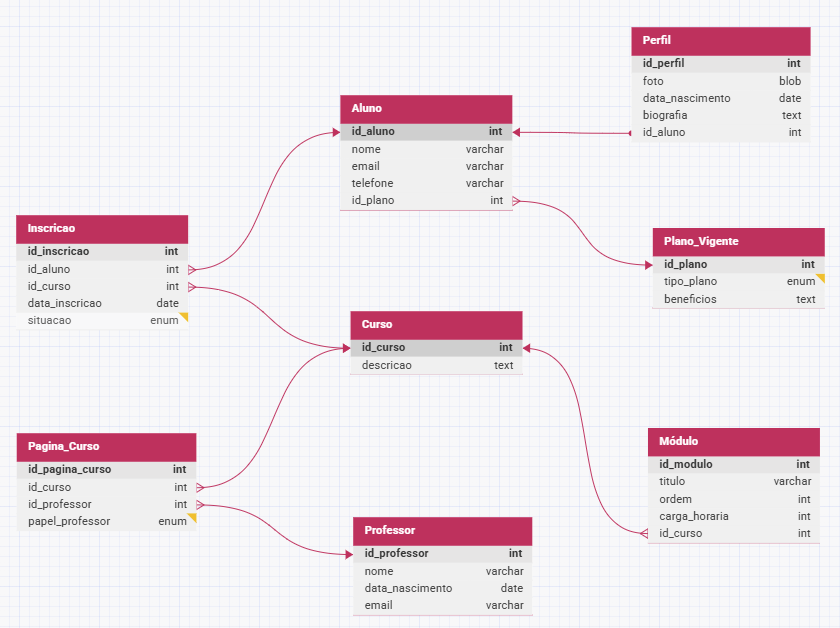 Perfil
id_perfil int
foto blob
data_nascimento date
biografia text
id_aluno int
Aluno
id_aluno int
nome varchar
email varchar
telefone varchar
id_plano int
Inscricao
id_inscricao int
id_aluno int
id_curso int
data_inscricao date
situacao enum
Plano_Vigente
id_plano int
tipo_plano enum
beneficios text
Curso
id_curso int
descricao text
Pagina_Curso
id_pagina_curso int
id_curso int
id_professor int
papel_professor enum
Módulo
id_modulo int
titulo varchar
ordem int
carga_horaria int
id_curso int
Professor
id_professor int
nome varchar
data_nascimento date
email varchar